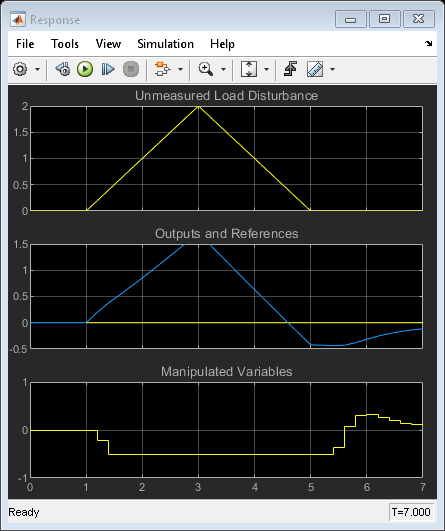 Response
File Tools View Simulation Help
Unmeasured Load Disturbance
2
1.5
1
0.5
0
Outputs and References
1.5
1
0.5
0
-0.5
Manipulated Variables
1
0
-1
0 1 2 3 4 5 6 7
Ready T=7.000